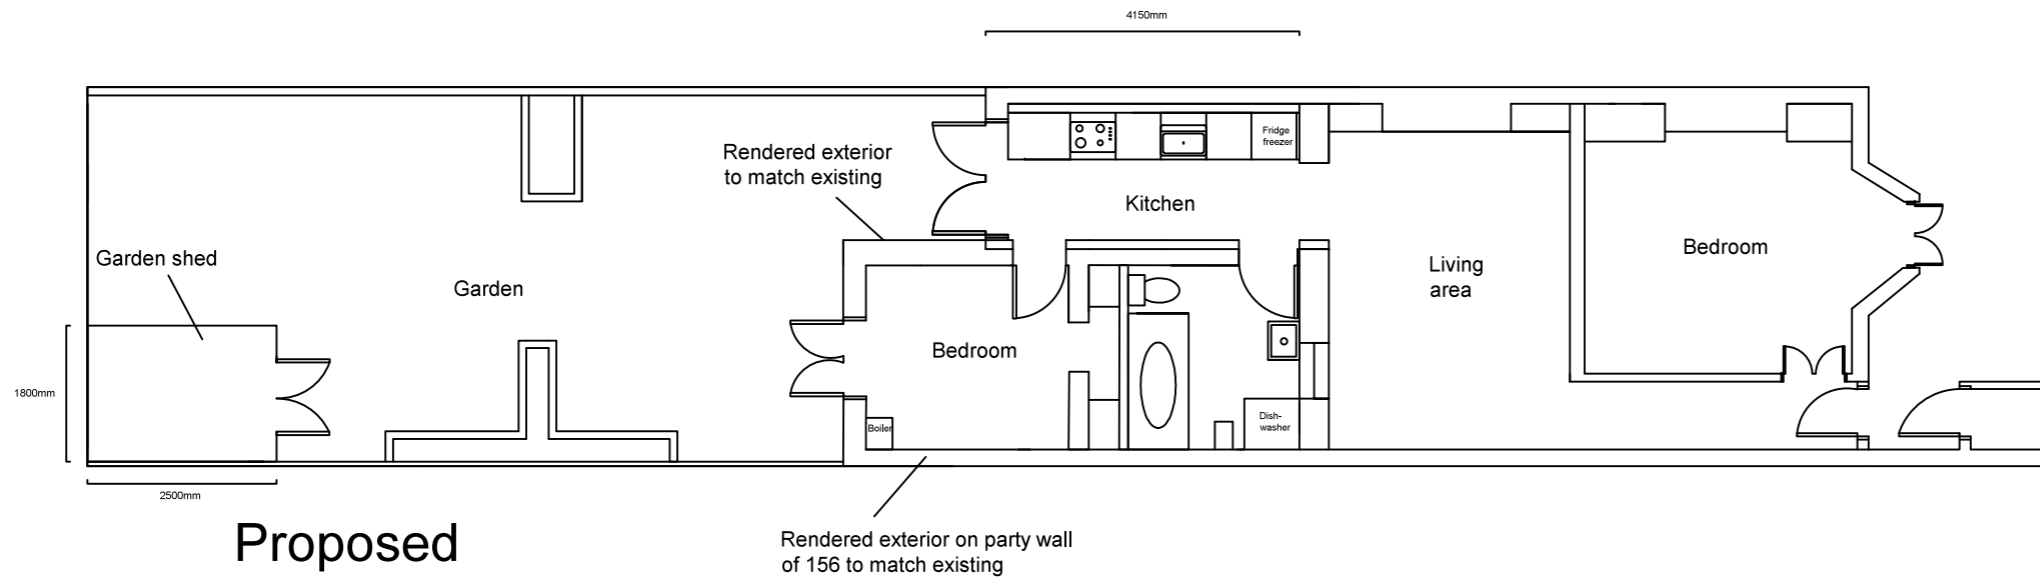 4150mm
Rendered exterior
to match existing
Fridge
freezer
Kitchen
Garden shed
Garden
Living
area
Bedroom
Bedroom
1800mm
Boiler
Dish-
washer
2500mm
Proposed
Rendered exterior on party wall
of 156 to match existing